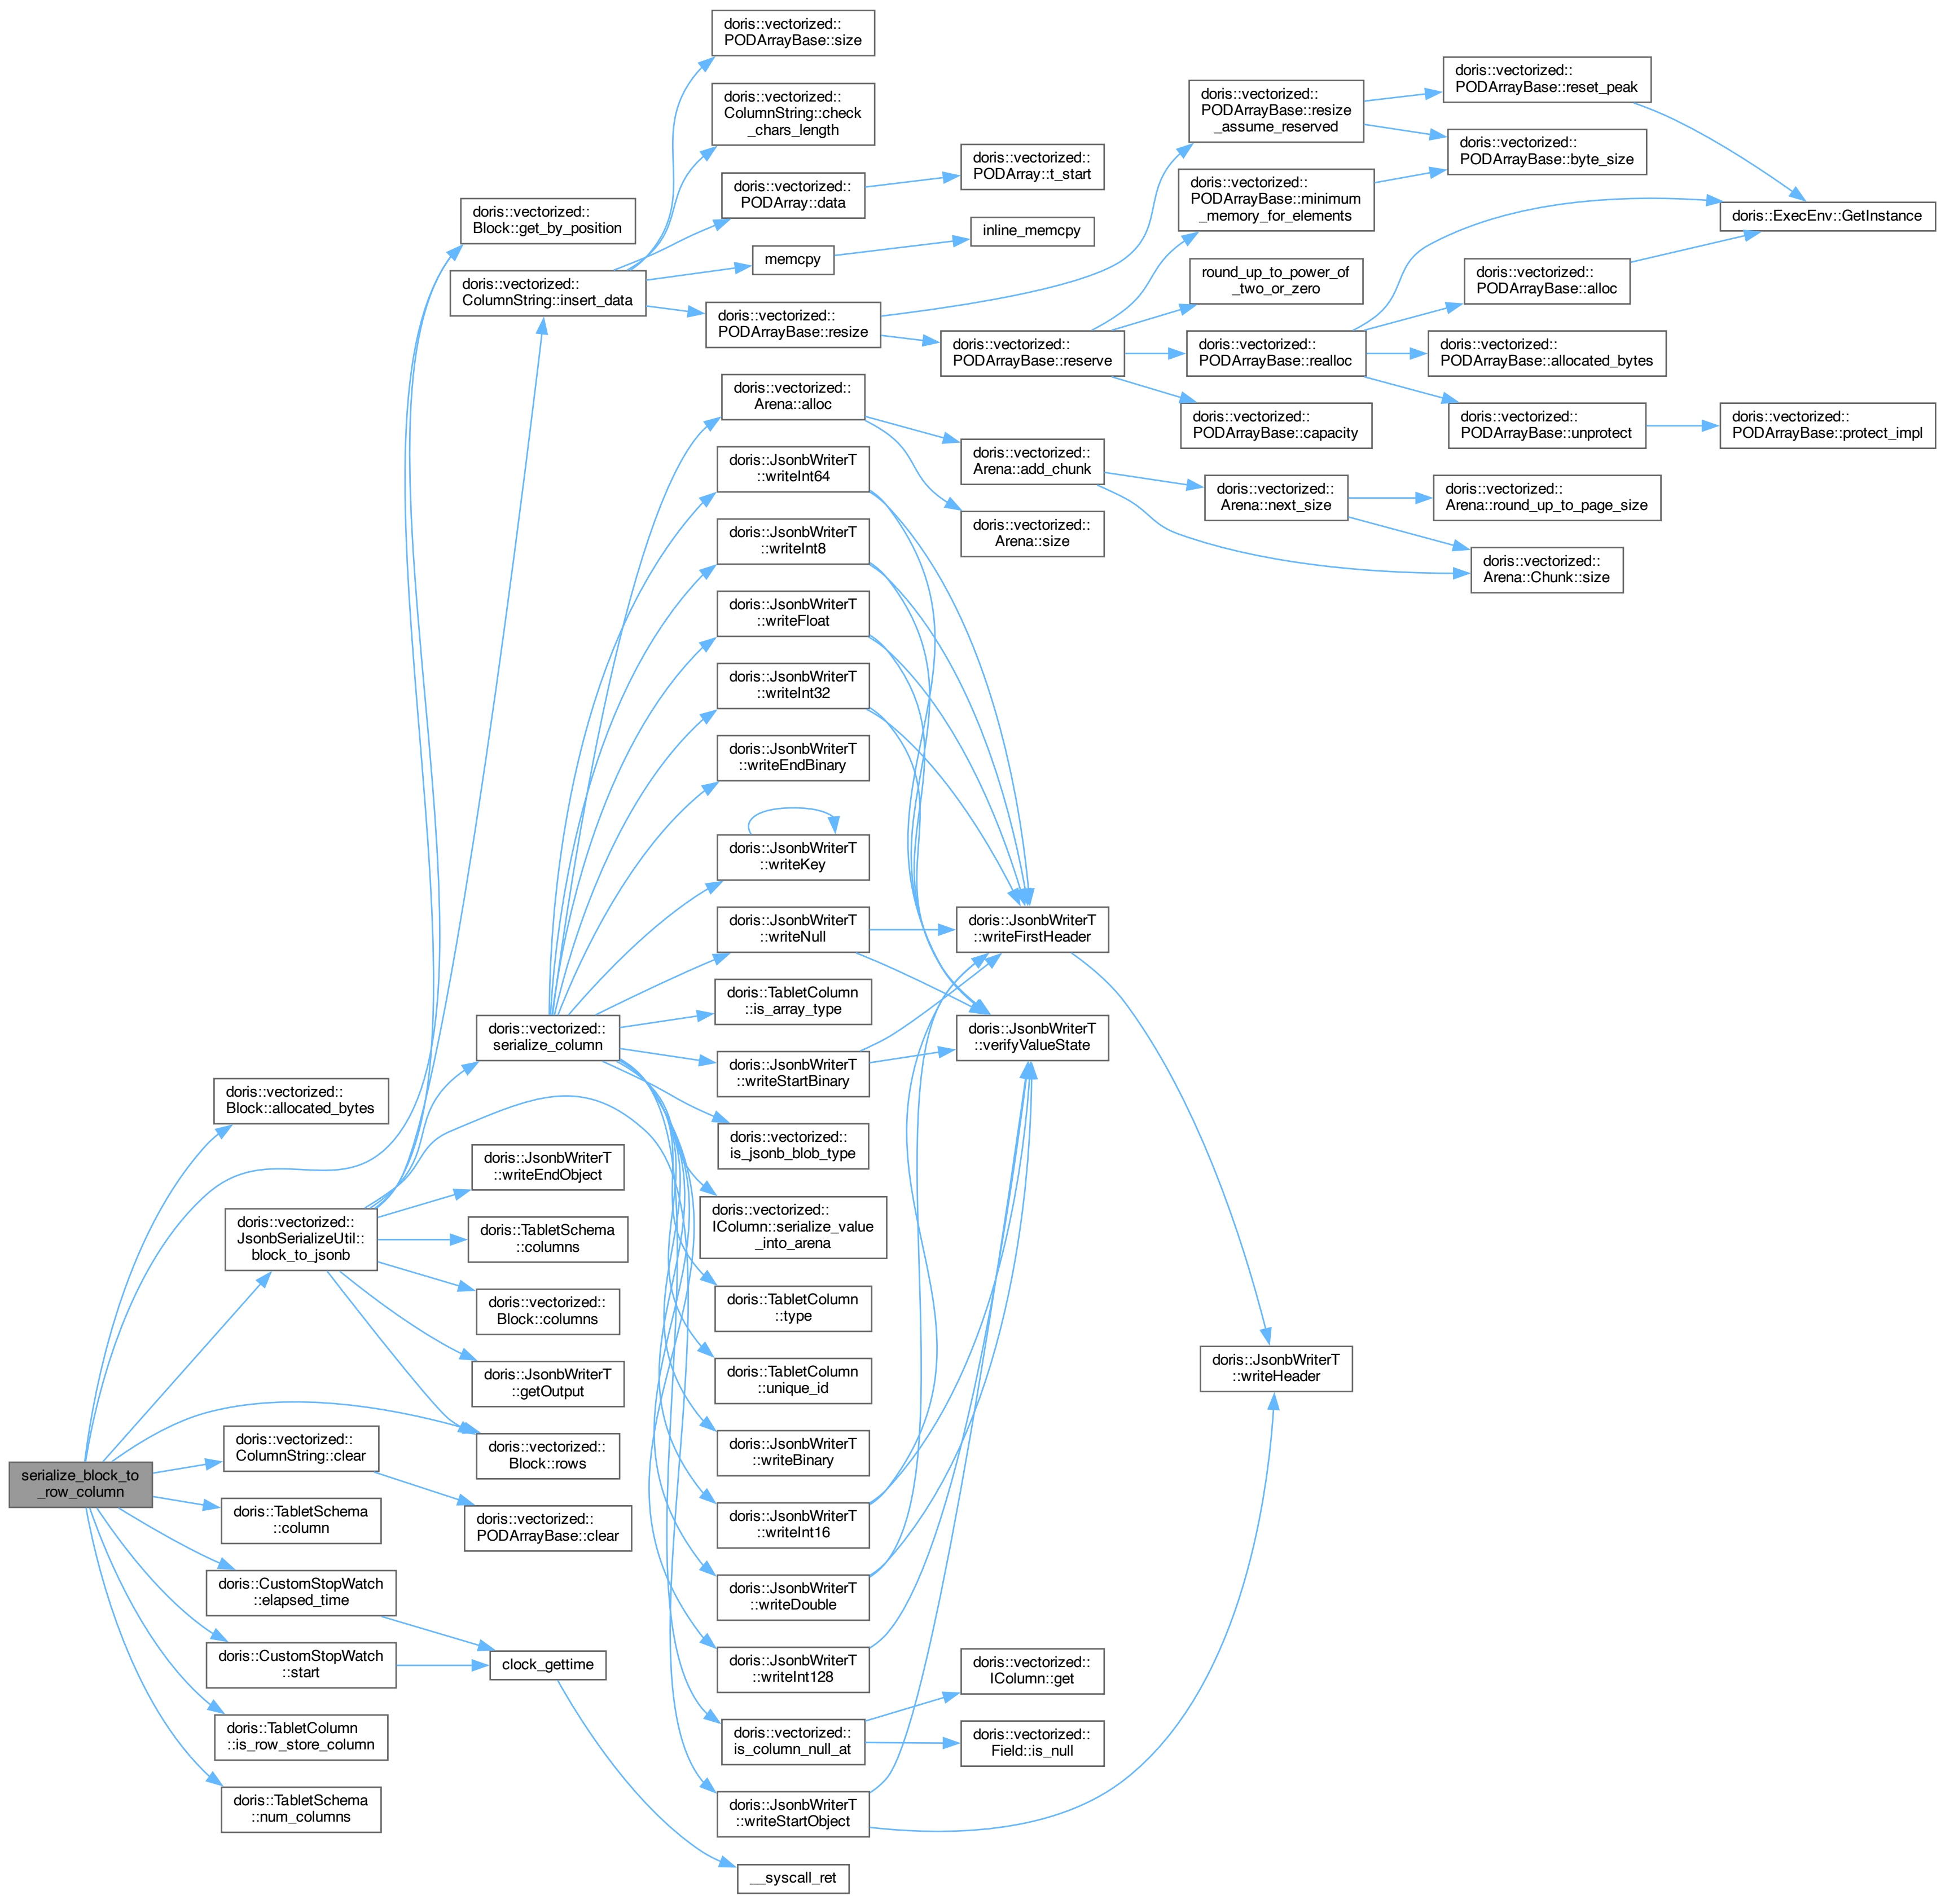 serialize_block_to
_row_column
doris::vectorized::
Block::allocated_bytes
doris::vectorized::
JsonbSerializeUtil::
block_to_jsonb
doris::vectorized::
ColumnString::clear
doris::TabletSchema
::column
doris::CustomStopWatch
::elapsed_time
doris::CustomStopWatch
::start
doris::TabletColumn
::is_row_store_column
doris::TabletSchema
::num_columns
doris::vectorized::
Block::get_by_position
doris::vectorized::
ColumnString::insert_data
doris::vectorized::
serialize_column
doris::JsonbWriterT
::writeEndObject
doris::TabletSchema
::columns
doris::vectorized::
Block::columns
doris::JsonbWriterT
::getOutput
doris::vectorized::
Block::rows
doris::vectorized::
PODArrayBase::clear
clock_gettime
doris::vectorized::
PODArrayBase::size
doris::vectorized::
ColumnString::check
_chars_length
doris::vectorized::
PODArray::data
memcpy
doris::vectorized::
PODArrayBase::resize
doris::vectorized::
Arena::alloc
doris::JsonbWriterT
::writeInt64
doris::JsonbWriterT
::writeInt8
doris::JsonbWriterT
::writeFloat
doris::JsonbWriterT
::writeInt32
doris::JsonbWriterT
::writeEndBinary
doris::JsonbWriterT
::writeKey
doris::JsonbWriterT
::writeNull
doris::TabletColumn
::is_array_type
doris::JsonbWriterT
::writeStartBinary
doris::vectorized::
is_jsonb_blob_type
doris::vectorized::
IColumn::serialize_value
_into_arena
doris::TabletColumn
::type
doris::TabletColumn
::unique_id
doris::JsonbWriterT
::writeBinary
doris::JsonbWriterT
::writeInt16
doris::JsonbWriterT
::writeDouble
doris::JsonbWriterT
::writeInt128
doris::vectorized::
is_column_null_at
doris::JsonbWriterT
::writeStartObject
__syscall_ret
doris::vectorized::
PODArray::t_start
inline_memcpy
doris::vectorized::
PODArrayBase::reserve
doris::vectorized::
Arena::add_chunk
doris::vectorized::
Arena::size
doris::JsonbWriterT
::writeFirstHeader
doris::JsonbWriterT
::verifyValueState
doris::vectorized::
IColumn::get
doris::vectorized::
Field::is_null
doris::vectorized::
PODArrayBase::resize
_assume_reserved
doris::vectorized::
PODArrayBase::minimum
_memory_for_elements
round_up_to_power_of
_two_or_zero
doris::vectorized::
PODArrayBase::realloc
doris::vectorized::
PODArrayBase::capacity
doris::vectorized::
Arena::next_size
doris::JsonbWriterT
::writeHeader
doris::vectorized::
PODArrayBase::reset_peak
doris::vectorized::
PODArrayBase::byte_size
doris::vectorized::
PODArrayBase::alloc
doris::vectorized::
PODArrayBase::allocated_bytes
doris::vectorized::
PODArrayBase::unprotect
doris::vectorized::
Arena::round_up_to_page_size
doris::vectorized::
Arena::Chunk::size
doris::ExecEnv::GetInstance
doris::vectorized::
PODArrayBase::protect_impl